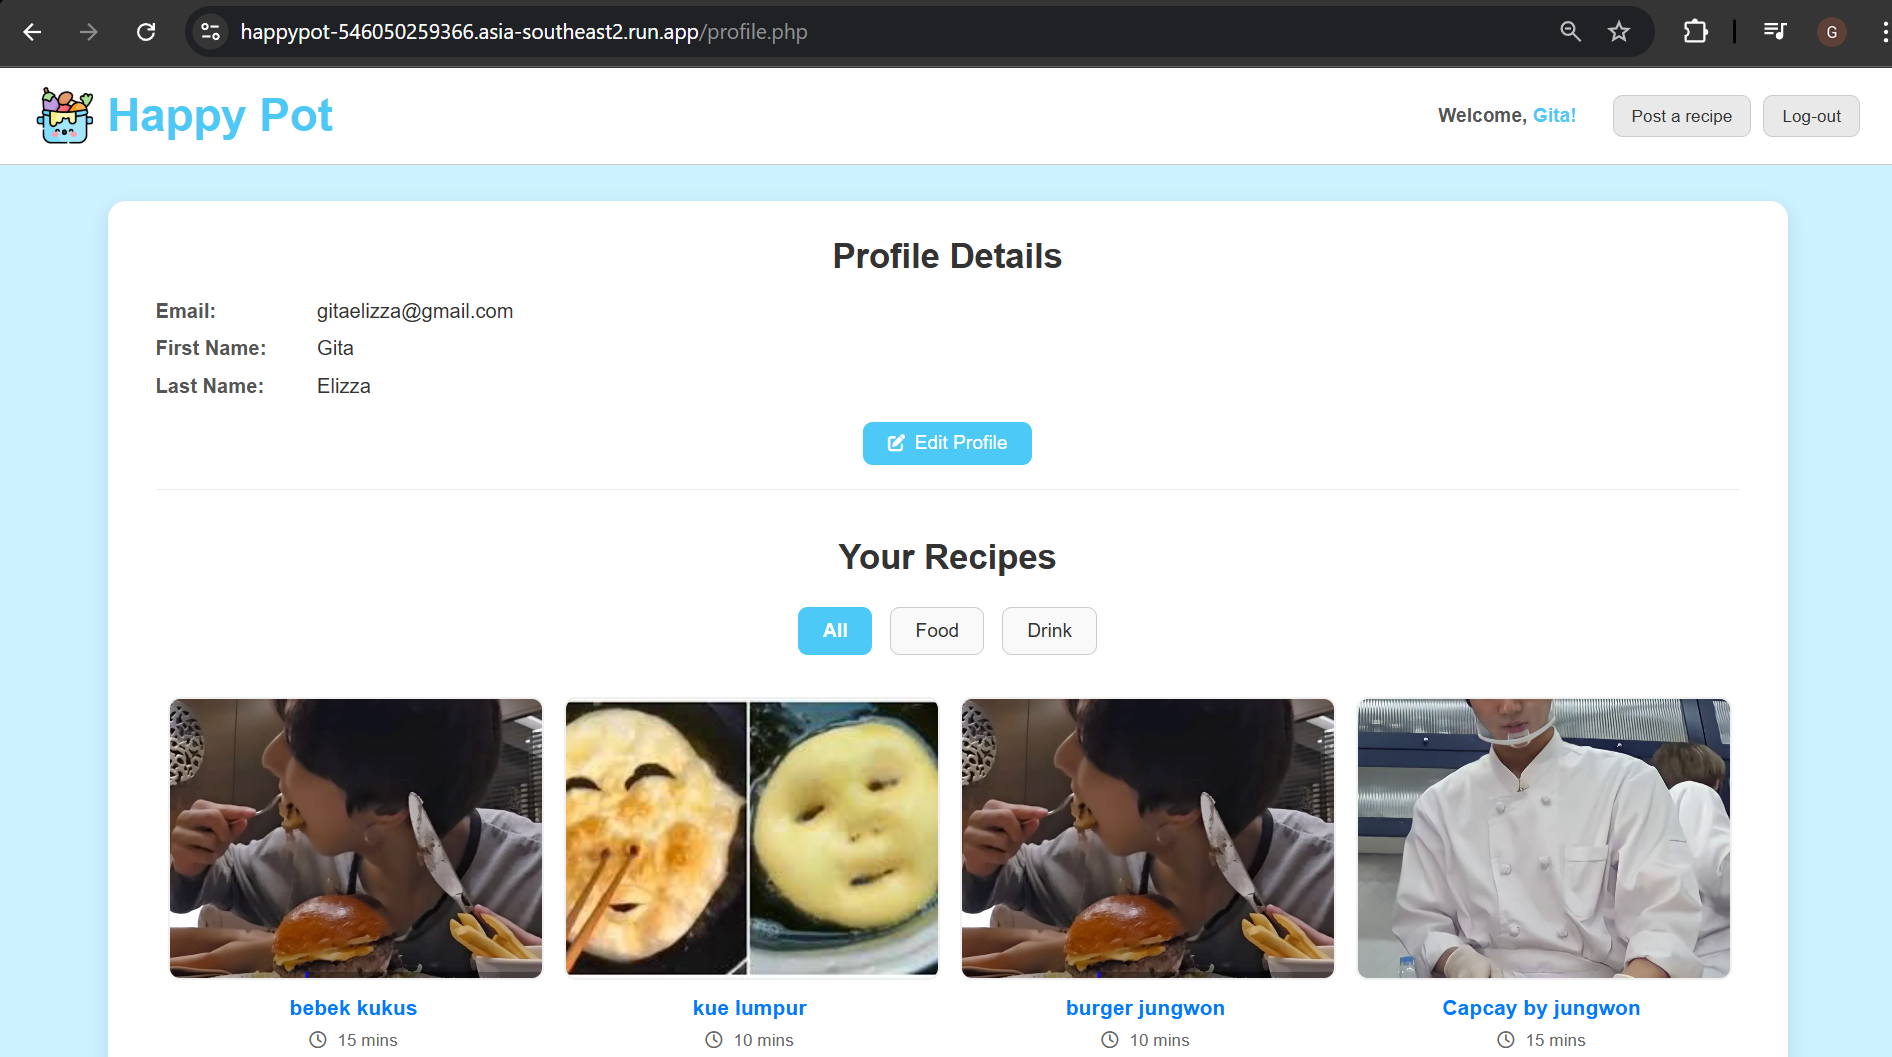 happypot-546050259366.asia-southeast2.run.app/profile.php
G
Happy Pot
Welcome, Gita!
Post a recipe
Log-out
Profile Details
Email: gitaelizza@gmail.com
First Name: Gita
Last Name: Elizza
Edit Profile
Your Recipes
All
Food
Drink
bebek kukus
15 mins
kue lumpur
10 mins
burger jungwon
10 mins
Capcay by jungwon
15 mins